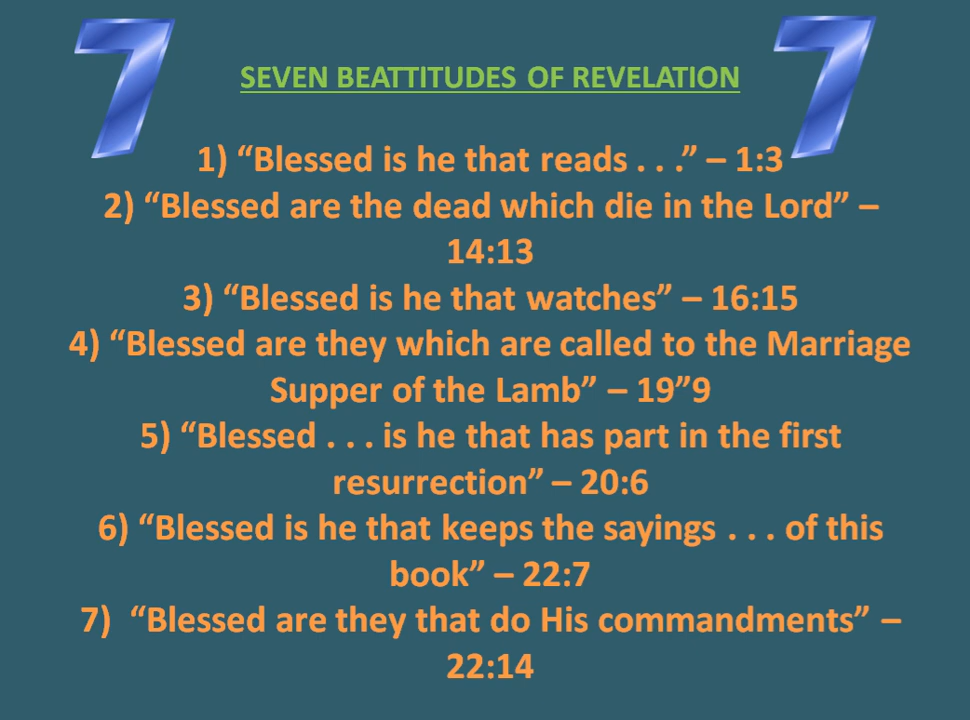 7 7
SEVEN BEATTITUDES OF REVELATION
1) “Blessed is he that reads . . .” – 1:3
2) “Blessed are the dead which die in the Lord” –
14:13
3) “Blessed is he that watches” – 16:15
4) “Blessed are they which are called to the Marriage
Supper of the Lamb” – 19”9
5) “Blessed . . . is he that has part in the first
resurrection” – 20:6
6) “Blessed is he that keeps the sayings . . . of this
book” – 22:7
7)  “Blessed are they that do His commandments” –
22:14